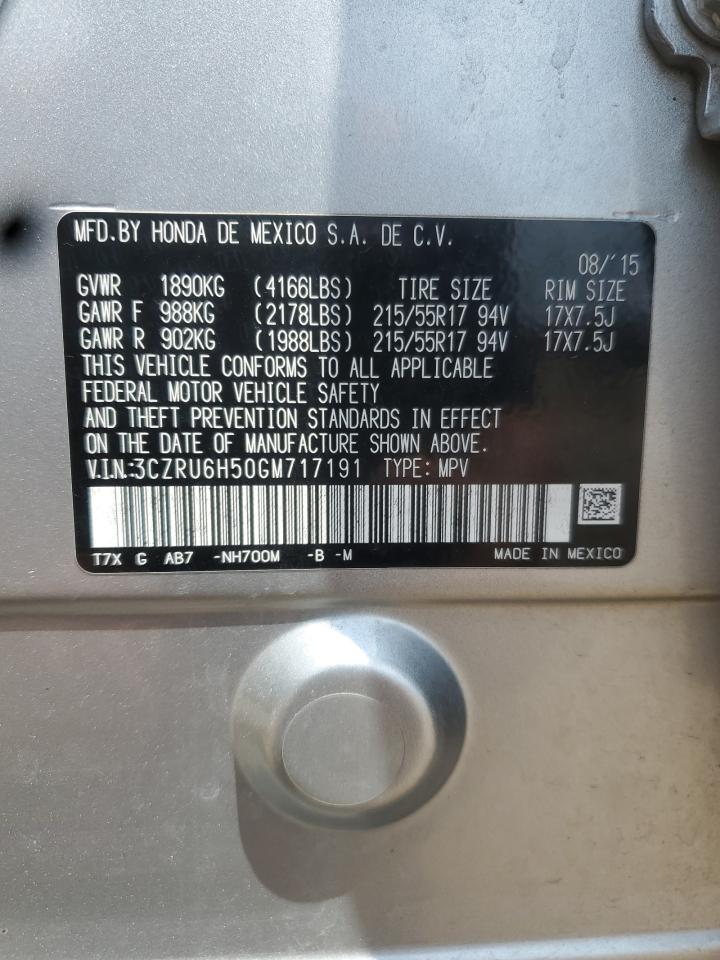 MFD.BY HONDA DE MEXICO S.A. DE C.V.
08/'15
GVWR 1890KG (4166LBS) TIRE SIZE RIM SIZE
GAWR F 988KG (2178LBS) 215/55R17 94V 17X7.5J
GAWR R 902KG (1988LBS) 215/55R17 94V 17X7.5J
THIS VEHICLE CONFORMS TO ALL APPLICABLE
FEDERAL MOTOR VEHICLE SAFETY
AND THEFT PREVENTION STANDARDS IN EFFECT
ON THE DATE OF MANUFACTURE SHOWN ABOVE.
V.I.N:3CZRU6H50GM717191 TYPE: MPV
T7X G AB7 -NH700M -B -M MADE IN MEXICO